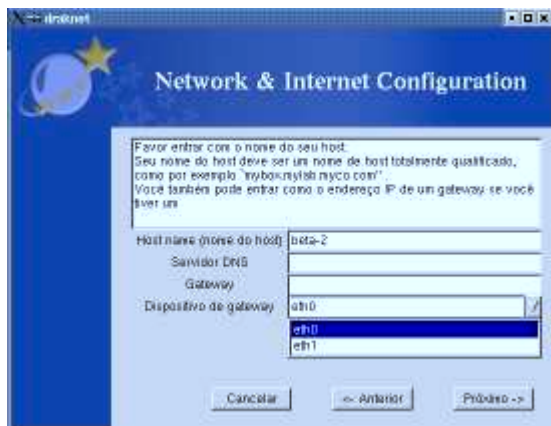 draknet
Network & Internet Configuration
Favor entrar com o nome do seu host.
Seu nome do host deve ser um nome de host totalmente qualificado,
como por exemplo ``mybox.mylab.myco.com''.
Você também pode entrar como o endereço IP de um gateway se você
tiver um
Host name (nome do host) beta-2
Servidor DNS
Gateway
Dispositivo de gateway eth0
eth0
eth1
Cancelar <- Anterior Próximo ->